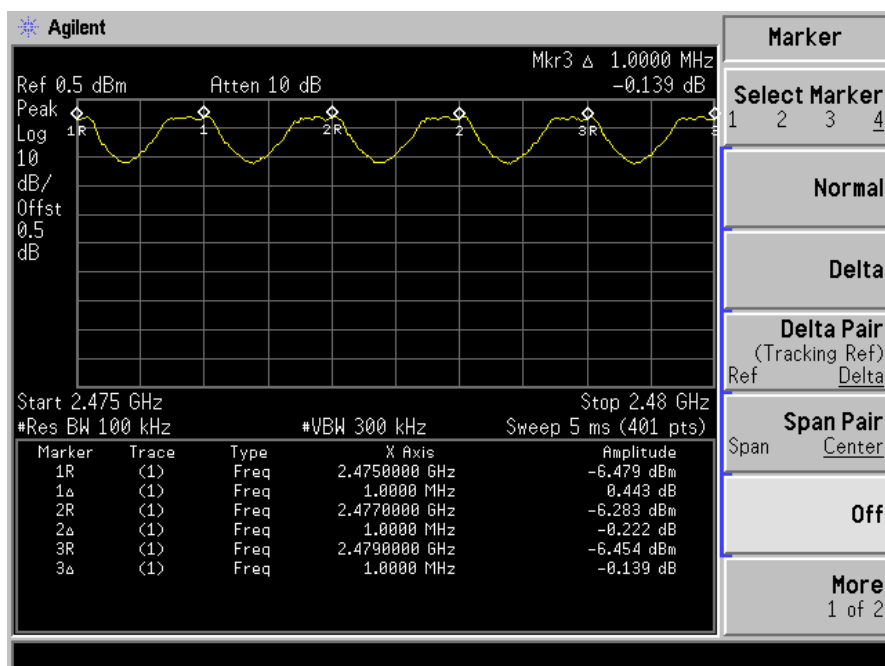 Agilent
Mkr3 Δ 1.0000 MHz
Ref 0.5 dBm Atten 10 dB -0.139 dB
Peak
Log
10
dB/
Offst
0.5
dB
1R 1 2R 2 3R 3
Start 2.475 GHz Stop 2.48 GHz
#Res BW 100 kHz #VBW 300 kHz Sweep 5 ms (401 pts)
Marker Trace Type X Axis Amplitude
1R (1) Freq 2.4750000 GHz -6.479 dBm
1Δ (1) Freq 1.0000 MHz 0.443 dB
2R (1) Freq 2.4770000 GHz -6.283 dBm
2Δ (1) Freq 1.0000 MHz -0.222 dB
3R (1) Freq 2.4790000 GHz -6.454 dBm
3Δ (1) Freq 1.0000 MHz -0.139 dB
Marker
Select Marker
1 2 3 4
Normal
Delta
Delta Pair
(Tracking Ref)
Ref Delta
Span Pair
Span Center
Off
More
1 of 2